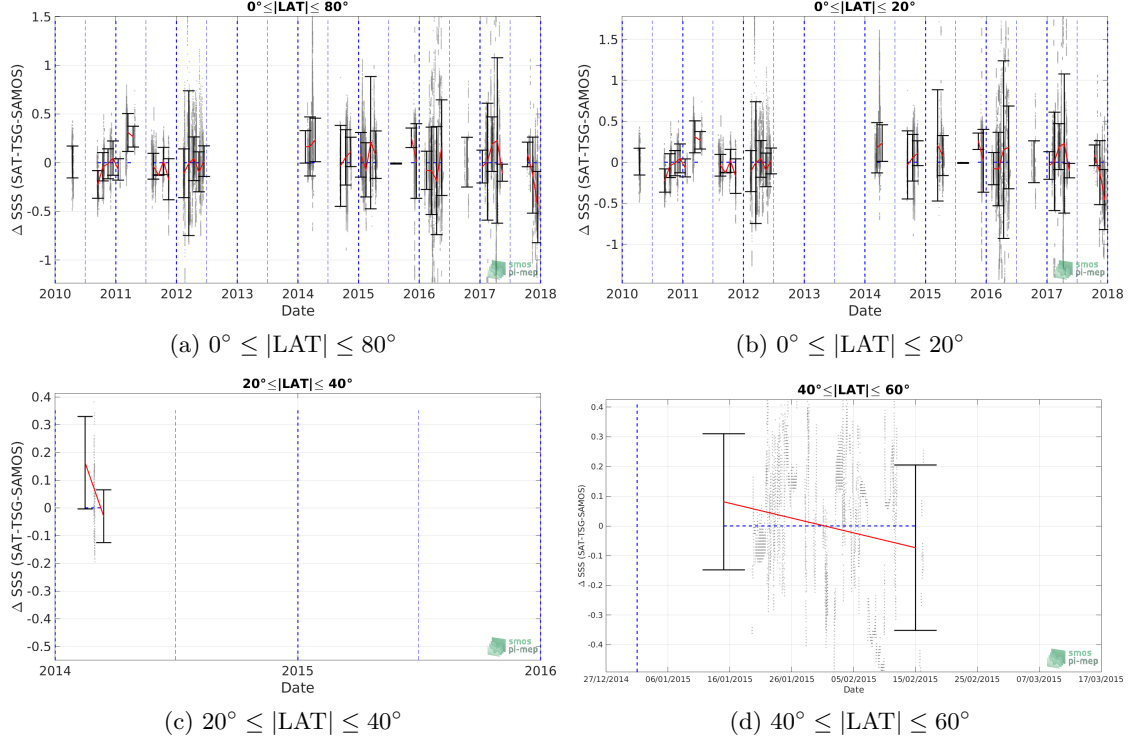 0°≤|LAT|≤ 80°
Δ SSS (SAT-TSG-SAMOS)
1.5
1
0.5
0
-0.5
-1
2010 2011 2012 2013 2014 2015 2016 2017 2018
Date
smos
pi-mep
(a) 0° ≤ |LAT| ≤ 80°
0°≤|LAT|≤ 20°
Δ SSS (SAT-TSG-SAMOS)
1.5
1
0.5
0
-0.5
-1
2010 2011 2012 2013 2014 2015 2016 2017 2018
Date
smos
pi-mep
(b) 0° ≤ |LAT| ≤ 20°
20°≤|LAT|≤ 40°
Δ SSS (SAT-TSG-SAMOS)
0.4
0.3
0.2
0.1
0
-0.1
-0.2
-0.3
-0.4
-0.5
2014 2015 2016
Date
smos
pi-mep
(c) 20° ≤ |LAT| ≤ 40°
40°≤|LAT|≤ 60°
Δ SSS (SAT-TSG-SAMOS)
0.4
0.3
0.2
0.1
0
-0.1
-0.2
-0.3
-0.4
27/12/2014 06/01/2015 16/01/2015 26/01/2015 05/02/2015 15/02/2015 25/02/2015 07/03/2015 17/03/2015
Date
smos
pi-mep
(d) 40° ≤ |LAT| ≤ 60°